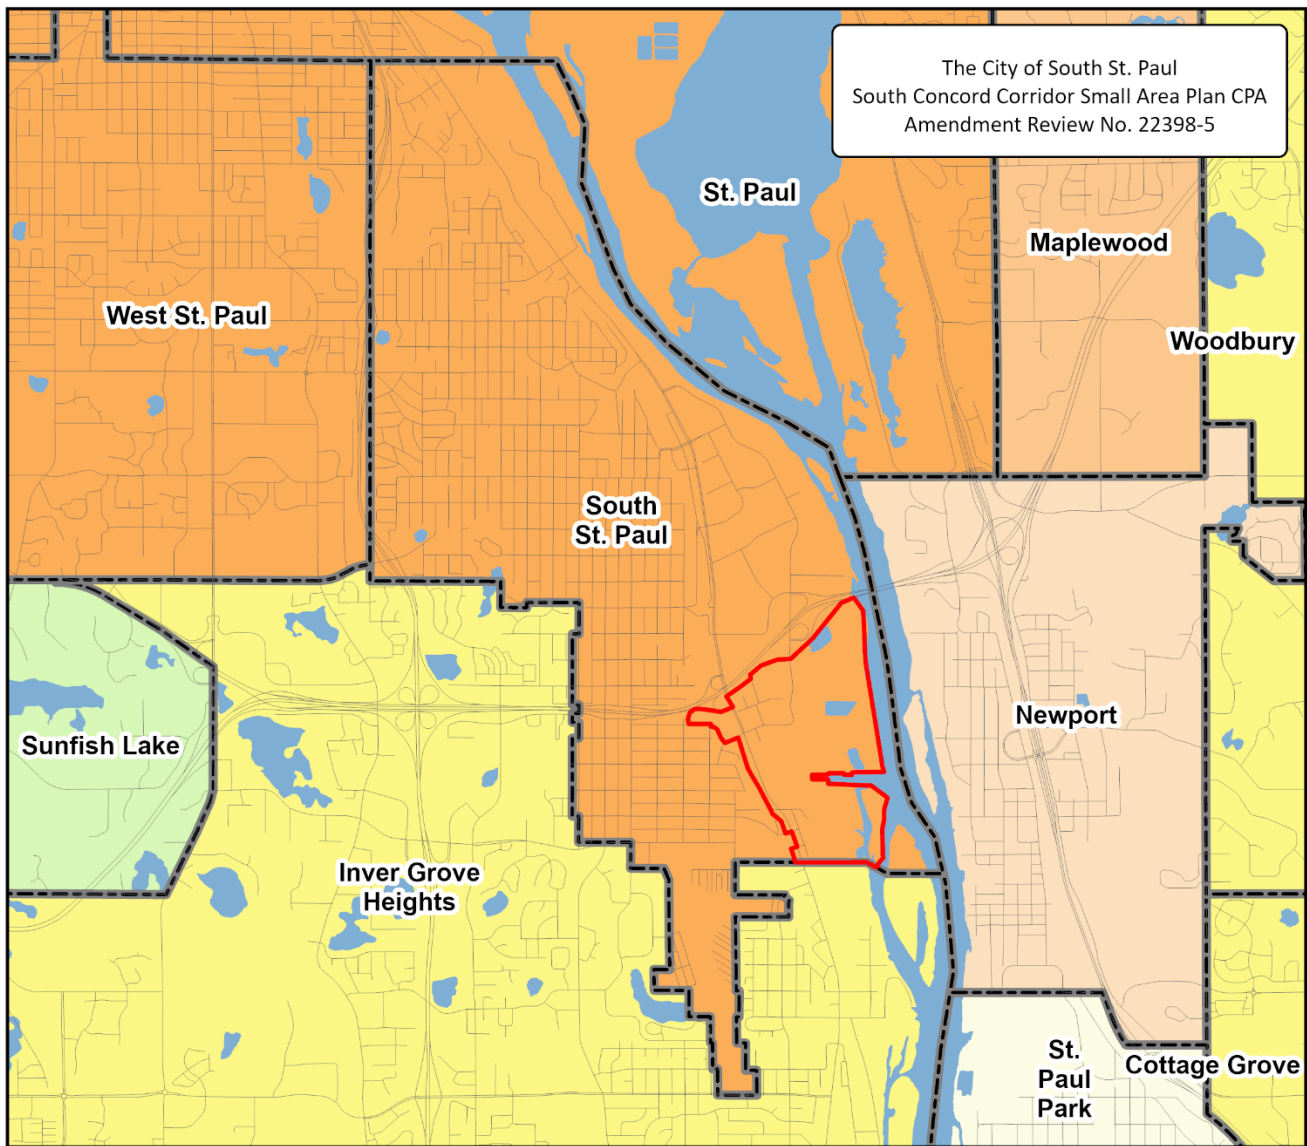 The City of South St. Paul
South Concord Corridor Small Area Plan CPA
Amendment Review No. 22398-5
St. Paul
Maplewood
West St. Paul
Woodbury
South
St. Paul
Newport
Sunfish Lake
Inver Grove
Heights
St.
Paul
Park
Cottage Grove